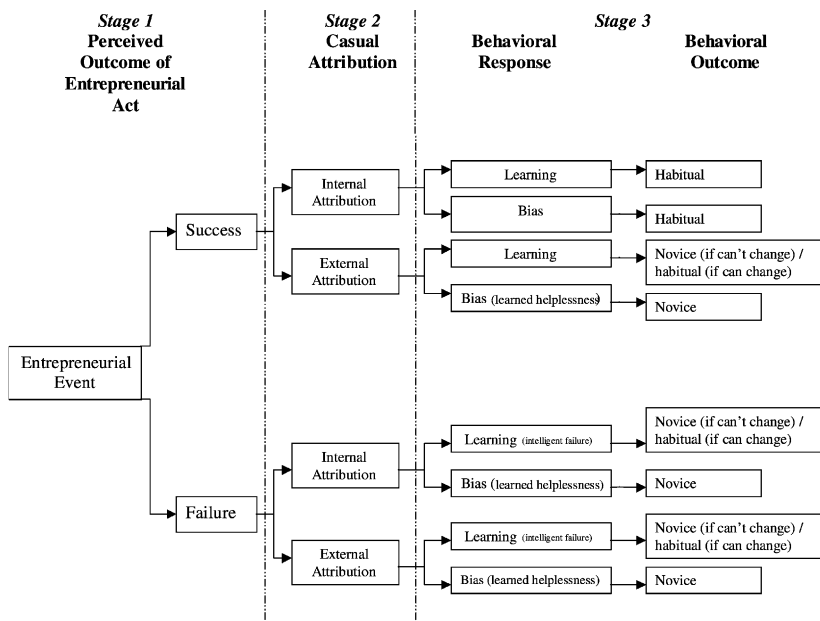 Stage 1
Perceived
Outcome of
Entrepreneurial
Act
Stage 2
Casual
Attribution
Stage 3
Behavioral
Response
Behavioral
Outcome
Entrepreneurial
Event
Success
Internal
Attribution
Learning
Habitual
Bias
Habitual
External
Attribution
Learning
Novice (if can't change) /
habitual (if can change)
Bias (learned helplessness)
Novice
Failure
Internal
Attribution
Learning (intelligent failure)
Novice (if can't change) /
habitual (if can change)
Bias (learned helplessness)
Novice
External
Attribution
Learning (intelligent failure)
Novice (if can't change) /
habitual (if can change)
Bias (learned helplessness)
Novice